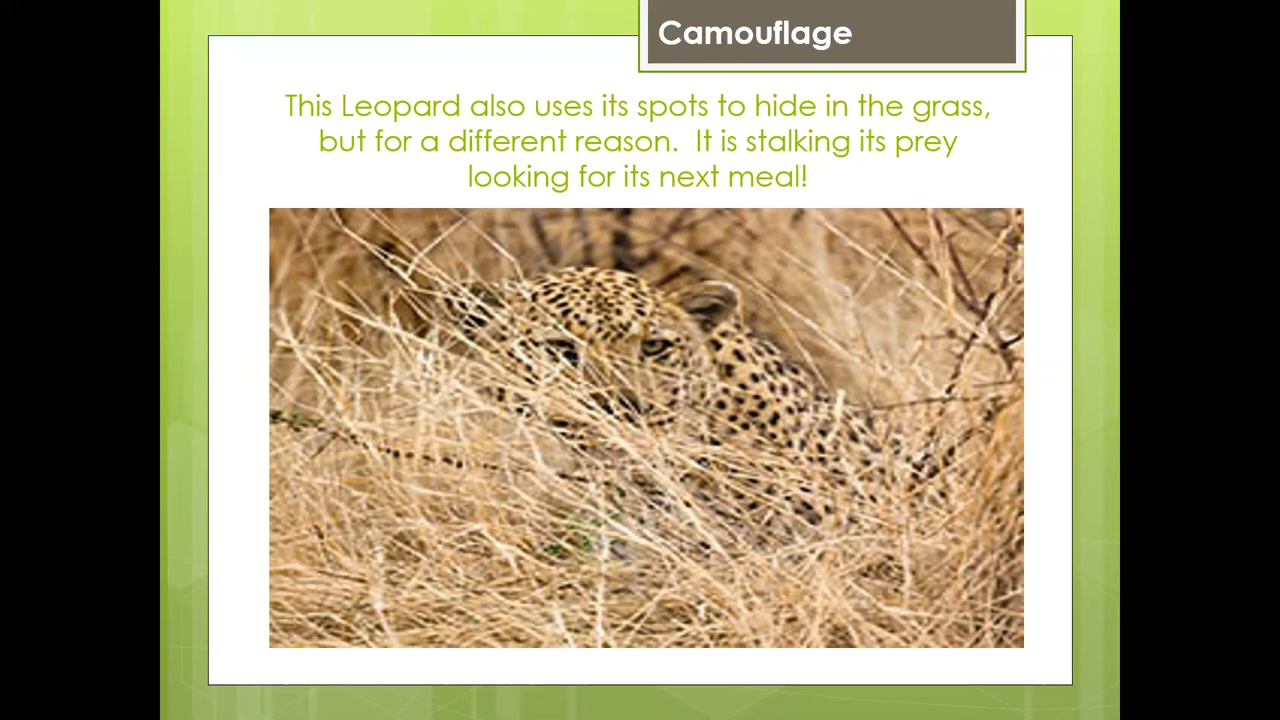 Camouflage
This Leopard also uses its spots to hide in the grass,
but for a different reason.  It is stalking its prey
looking for its next meal!